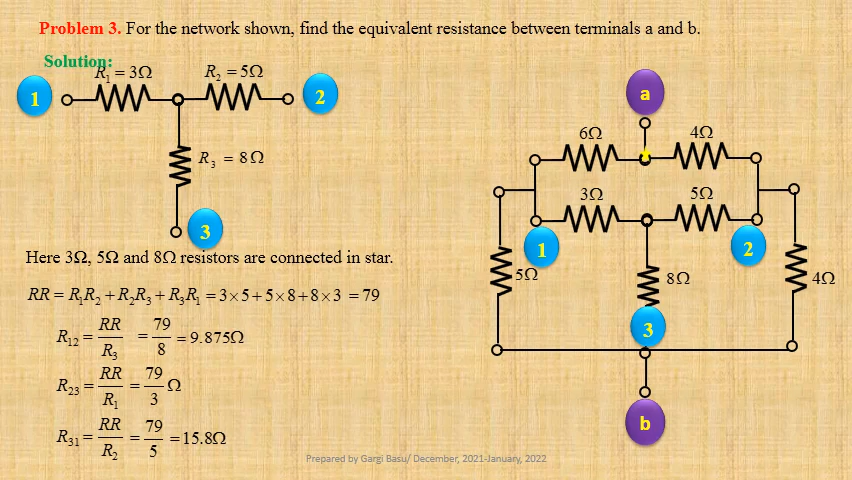 Problem 3. For the network shown, find the equivalent resistance between terminals a and b.
Solution:
R₁ = 3Ω
R₂ = 5Ω
1
2
R₃ = 8Ω
3
Here 3Ω, 5Ω and 8Ω resistors are connected in star.
RR = R₁R₂ + R₂R₃ + R₃R₁ = 3×5+5×8+8×3 = 79
R₁₂ = RR/R₃ = 79/8 = 9.875Ω
R₂₃ = RR/R₁ = 79/3 Ω
R₃₁ = RR/R₂ = 79/5 = 15.8Ω
a
6Ω
4Ω
3Ω
5Ω
1
2
5Ω
8Ω
4Ω
3
b
Prepared by Gargi Basu/ December, 2021-January, 2022